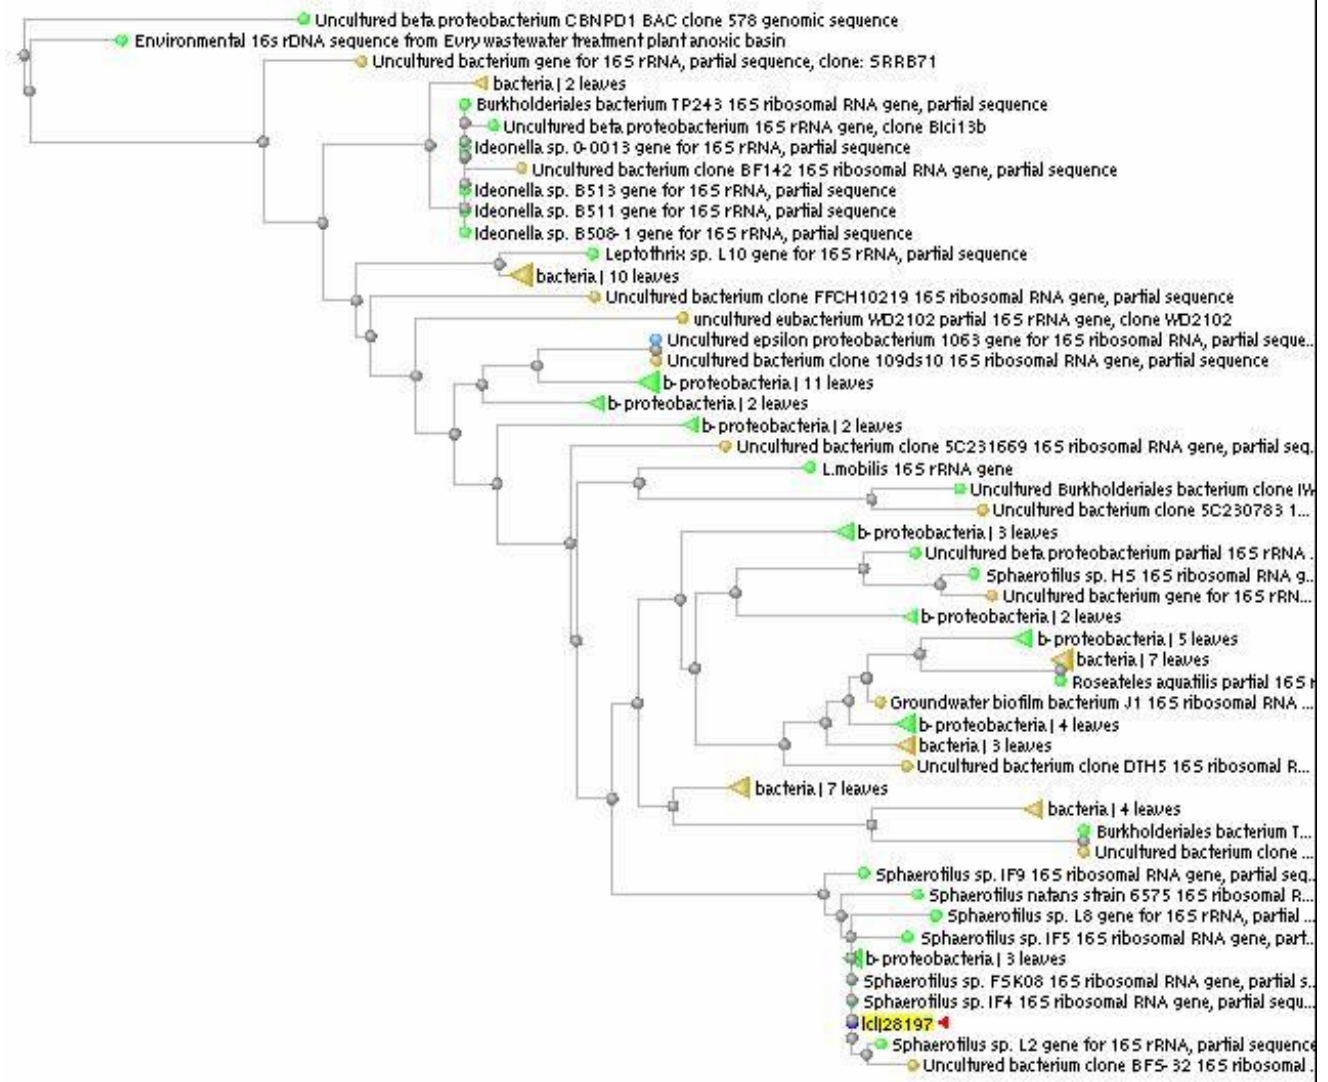 Uncultured beta proteobacterium CBNPD1 BAC clone 578 genomic sequence
Environmental 16s rDNA sequence from Evry wastewater treatment plant anoxic basin
Uncultured bacterium gene for 16S rRNA, partial sequence, clone: SRRB71
bacteria | 2 leaves
Burkholderiales bacterium TP243 16S ribosomal RNA gene, partial sequence
Uncultured beta proteobacterium 16S rRNA gene, clone BIci13b
Ideonella sp. 0-0013 gene for 16S rRNA, partial sequence
Uncultured bacterium clone BF142 16S ribosomal RNA gene, partial sequence
Ideonella sp. B513 gene for 16S rRNA, partial sequence
Ideonella sp. B511 gene for 16S rRNA, partial sequence
Ideonella sp. B508-1 gene for 16S rRNA, partial sequence
Leptothrix sp. L10 gene for 16S rRNA, partial sequence
bacteria | 10 leaves
Uncultured bacterium clone FFCH10219 16S ribosomal RNA gene, partial sequence
uncultured eubacterium WD2102 partial 16S rRNA gene, clone WD2102
Uncultured epsilon proteobacterium 1063 gene for 16S ribosomal RNA, partial seque...
Uncultured bacterium clone 109ds10 16S ribosomal RNA gene, partial sequence
b-proteobacteria | 11 leaves
b-proteobacteria | 2 leaves
b-proteobacteria | 2 leaves
Uncultured bacterium clone SC231669 16S ribosomal RNA gene, partial seq.
L.mobilis 16S rRNA gene
Uncultured Burkholderiales bacterium clone
Uncultured bacterium clone SC230783 1...
b-proteobacteria | 3 leaves
Uncultured beta proteobacterium partial 16S rRNA .
Sphaerotilus sp. H5 16S ribosomal RNA g...
Uncultured bacterium gene for 16S rRN...
b-proteobacteria | 2 leaves
b-proteobacteria | 5 leaves
bacteria | 7 leaves
Roseateles aquatilis partial 16S r
Groundwater biofilm bacterium J1 16S ribosomal RNA ...
b-proteobacteria | 4 leaves
bacteria | 3 leaves
Uncultured bacterium clone DTH5 16S ribosomal R...
bacteria | 7 leaves
bacteria | 4 leaves
Burkholderiales bacterium T...
Uncultured bacterium clone ...
Sphaerotilus sp. IF9 16S ribosomal RNA gene, partial seq..
Sphaerotilus natans strain 6575 16S ribosomal R...
Sphaerotilus sp. L8 gene for 16S rRNA, partial ...
Sphaerotilus sp. IF5 16S ribosomal RNA gene, part..
b-proteobacteria | 3 leaves
Sphaerotilus sp. FSK08 16S ribosomal RNA gene, partial s..
Sphaerotilus sp. IF4 16S ribosomal RNA gene, partial sequ...
lcl|28197
Sphaerotilus sp. L2 gene for 16S rRNA, partial sequence
Uncultured bacterium clone BF5-32 16S ribosomal .